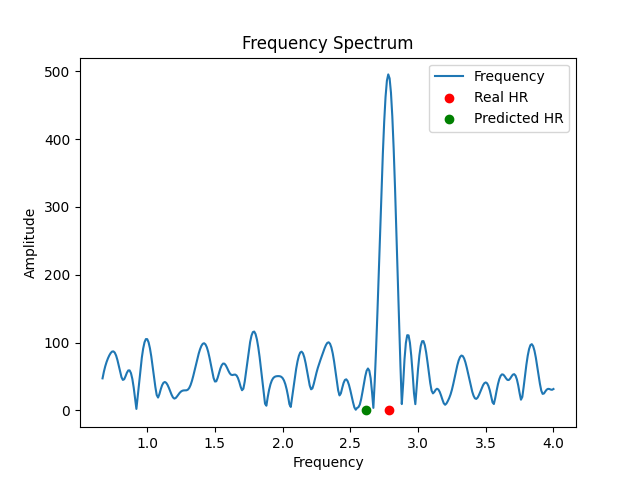 Frequency Spectrum
Frequency
Real HR
Predicted HR
500
400
300
200
100
0
Amplitude
1.0 1.5 2.0 2.5 3.0 3.5 4.0
Frequency